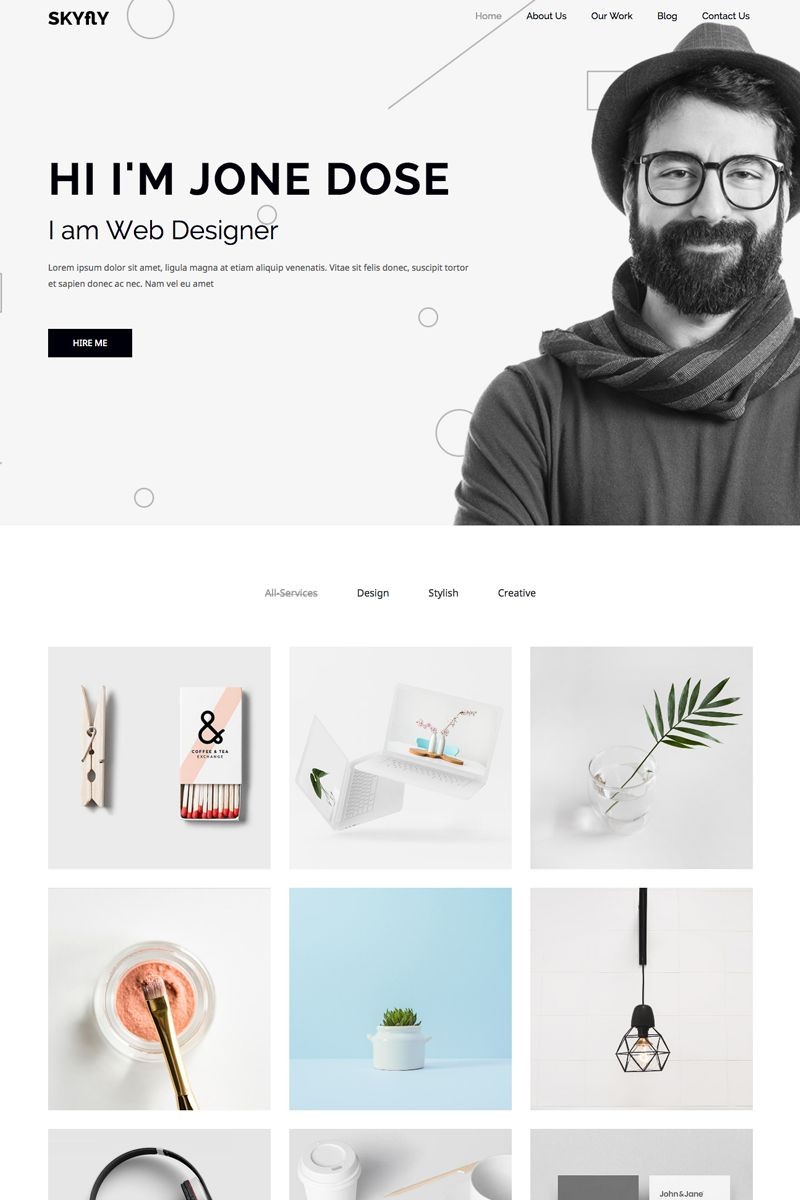 SKYflY
Home
About Us
Our Work
Blog
Contact Us
HI I'M JONE DOSE
I am Web Designer
Lorem ipsum dolor sit amet, ligula magna at etiam aliquip venenatis. Vitae sit felis donec, suscipit tortor
et sapien donec ac nec. Nam vel eu amet
HIRE ME
All-Services
Design
Stylish
Creative
&
COFFEE & TEA
EXCHANGE
John&Jane